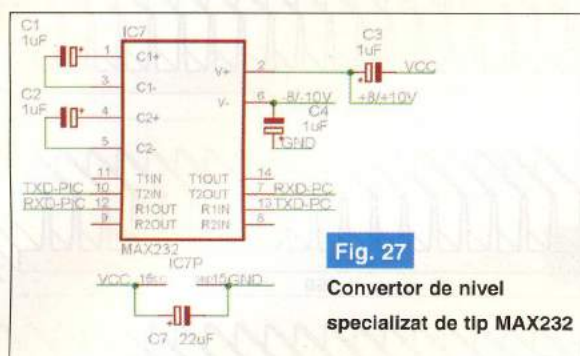 C1
1uF
IC7
C3
1uF
VCC
1 C1+ V+ 2
3 C1- V- 6 -8/-10V +8/+10V
C2
1uF
4 C2+
5 C2-
C4
1uF
GND
11 T1IN T1OUT 14
TXD-PIC 10 T2IN T2OUT 7 RXD-PC
RXD-PIC 12 R1OUT R1IN 13 TXD-PC
9 R2OUT R2IN 8
MAX232
IC7P
VCC 16 15 GND
C7 22uF
Fig. 27
Convertor de nivel
specializat de tip MAX232